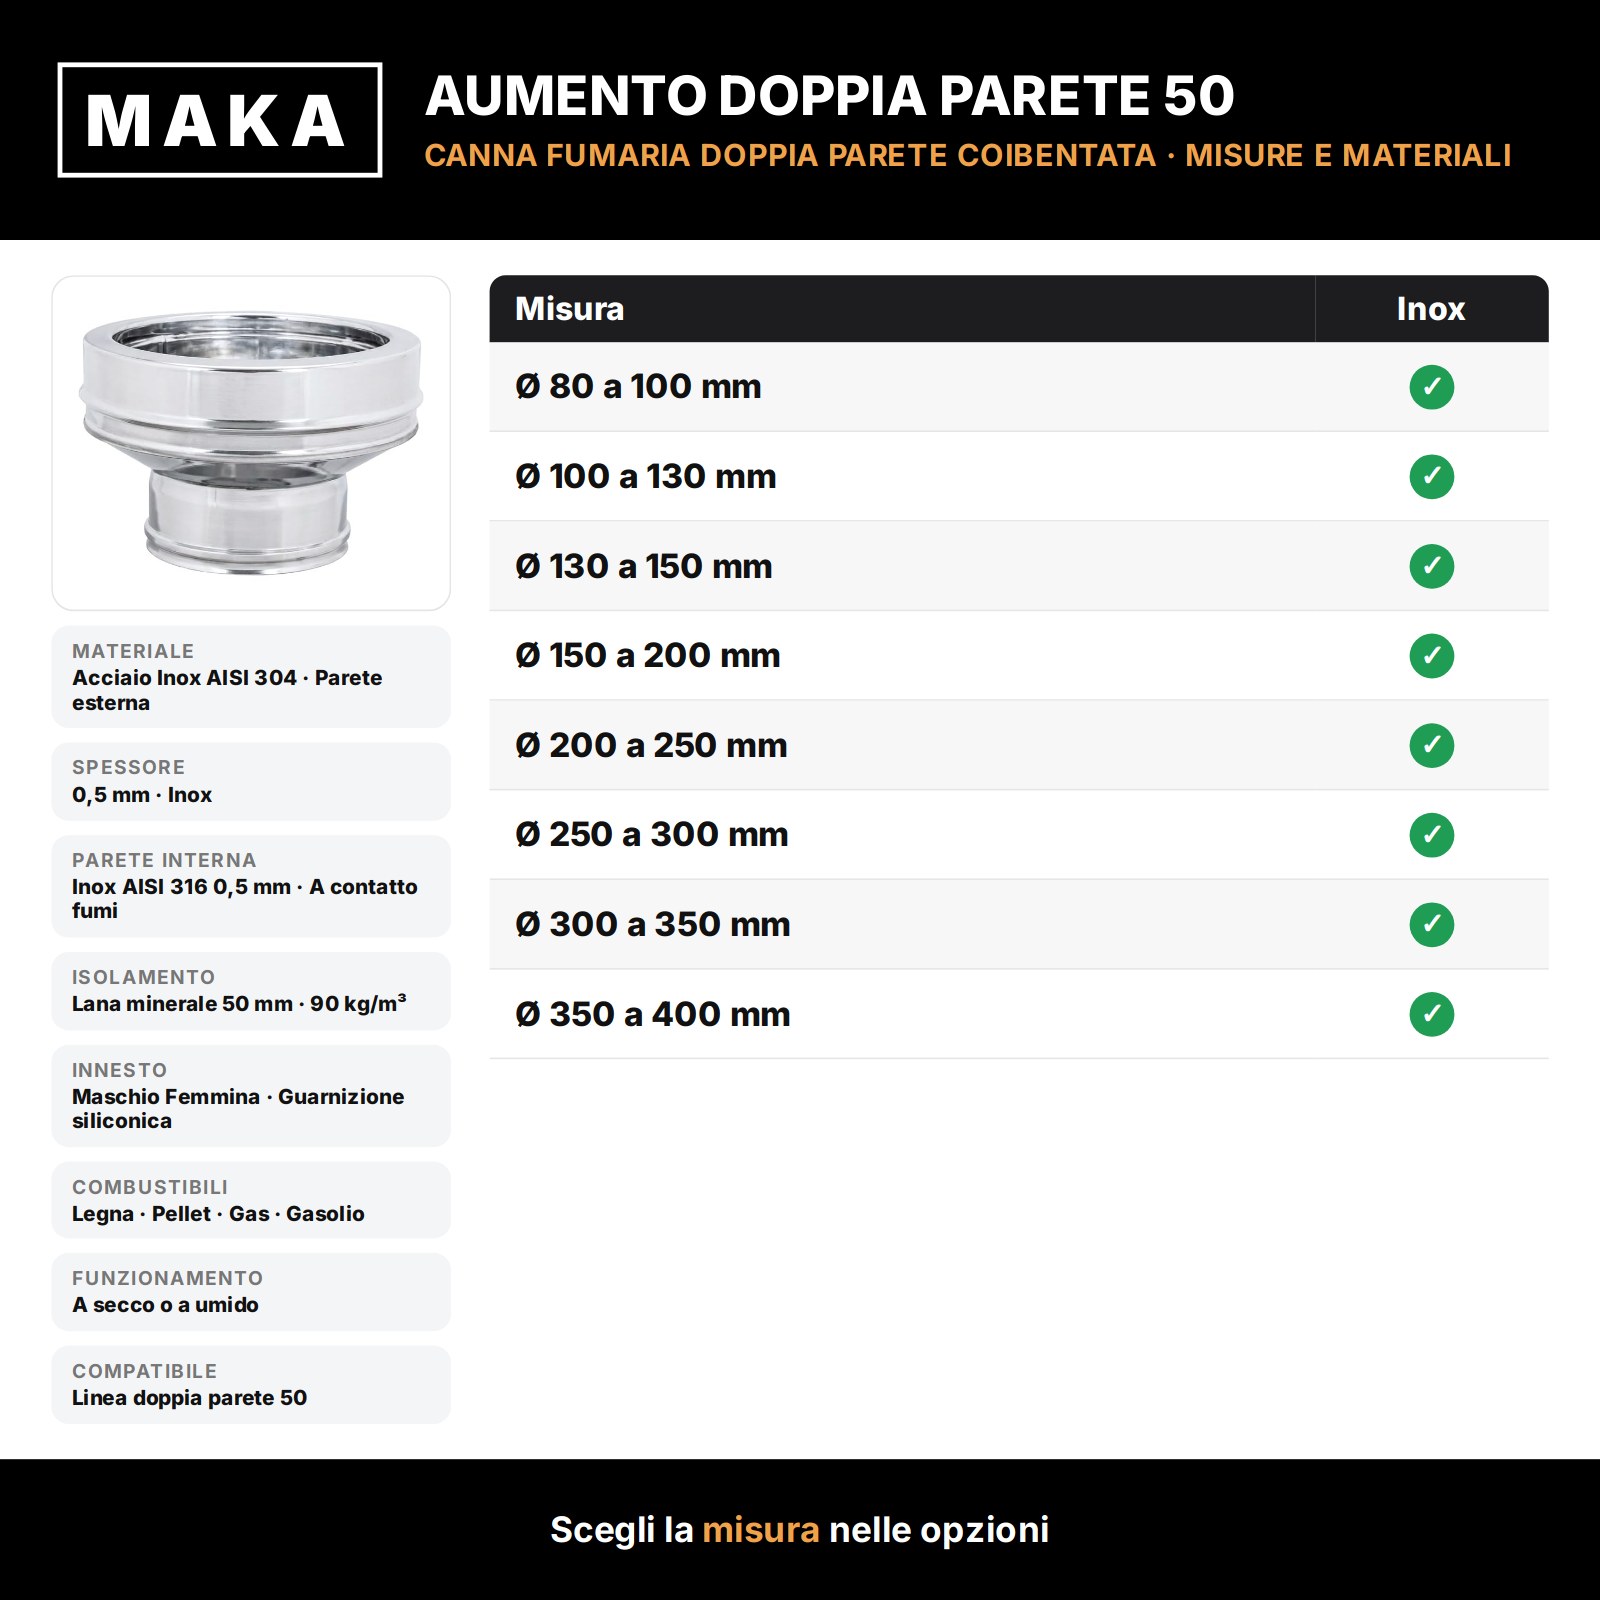 MAKA
AUMENTO DOPPIA PARETE 50
CANNA FUMARIA DOPPIA PARETE COIBENTATA · MISURE E MATERIALI
MATERIALE
Acciaio Inox AISI 304 · Parete
esterna
SPESSORE
0,5 mm · Inox
PARETE INTERNA
Inox AISI 316 0,5 mm · A contatto
fumi
ISOLAMENTO
Lana minerale 50 mm · 90 kg/m³
INNESTO
Maschio Femmina · Guarnizione
siliconica
COMBUSTIBILI
Legna · Pellet · Gas · Gasolio
FUNZIONAMENTO
A secco o a umido
COMPATIBILE
Linea doppia parete 50
Misura Inox
Ø 80 a 100 mm ✓
Ø 100 a 130 mm ✓
Ø 130 a 150 mm ✓
Ø 150 a 200 mm ✓
Ø 200 a 250 mm ✓
Ø 250 a 300 mm ✓
Ø 300 a 350 mm ✓
Ø 350 a 400 mm ✓
Scegli la misura nelle opzioni